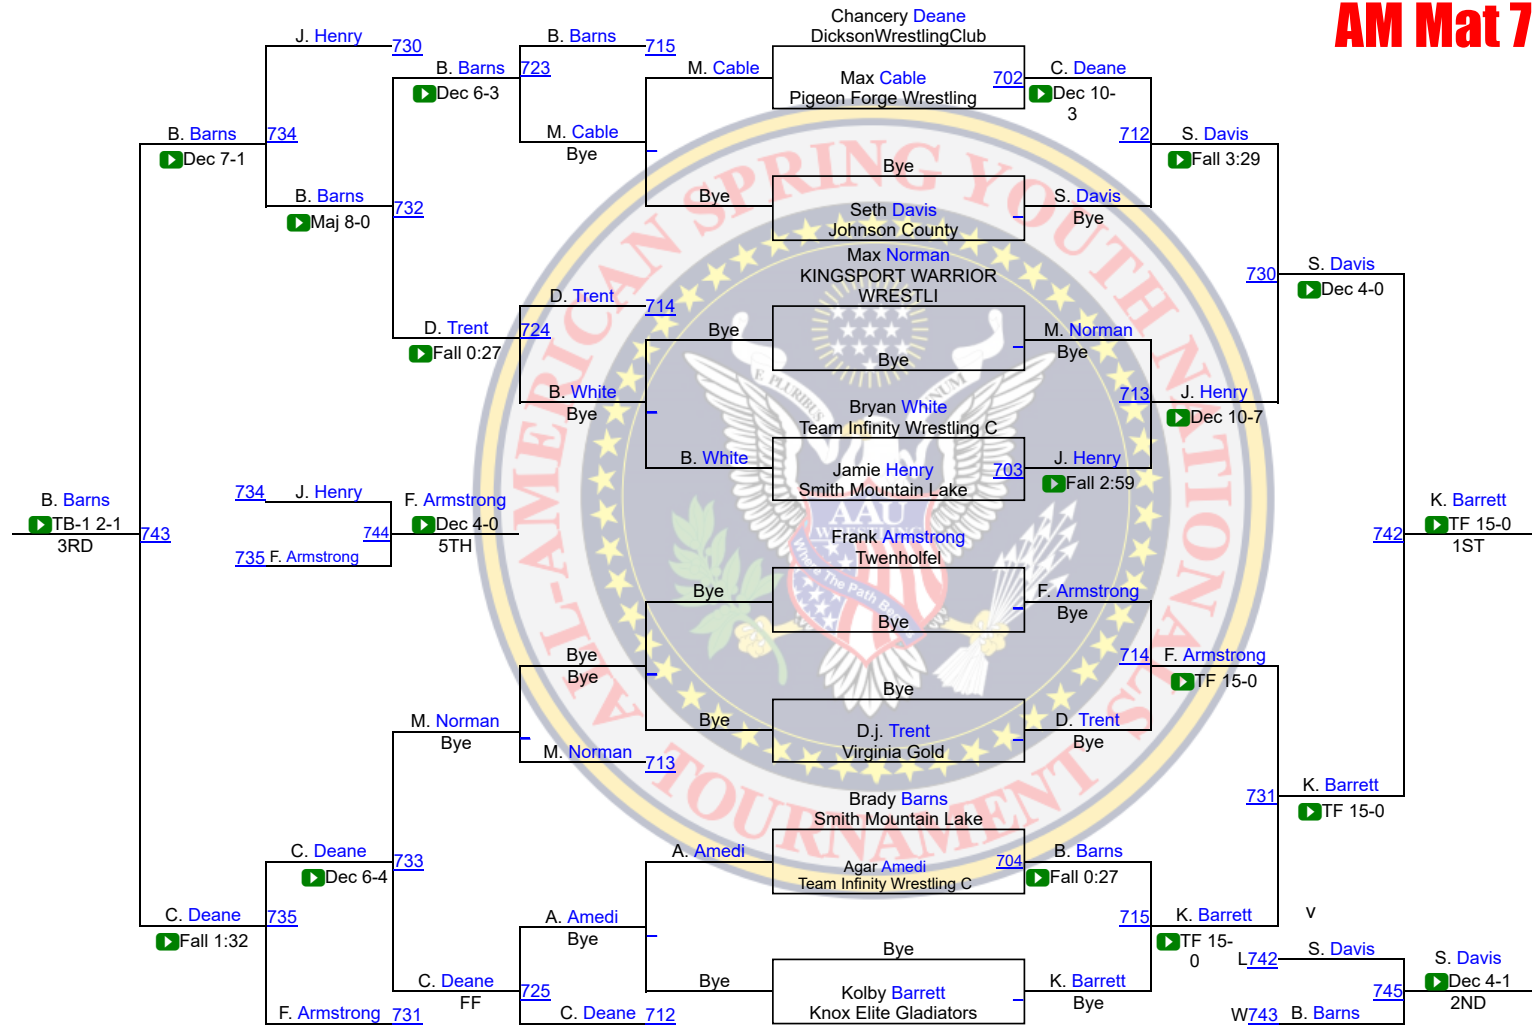 AM Mat 7
Chancery Deane
DicksonWrestlingClub
J. Henry
730
B. Barns
715
M. Cable
Max Cable
702
Pigeon Forge Wrestling
C. Deane
Dec 10-
3
B. Barns
723
Dec 6-3
B. Barns
734
Dec 7-1
M. Cable
Bye
712
S. Davis
Fall 3:29
Bye
Bye
Seth Davis
Johnson County
S. Davis
Bye
B. Barns
732
Maj 8-0
Max Norman
KINGSPORT WARRIOR
WRESTLI
730
S. Davis
Dec 4-0
D. Trent
714
D. Trent
724
Fall 0:27
Bye
Bye
M. Norman
Bye
B. White
Bye
713
J. Henry
Dec 10-7
Bryan White
Team Infinity Wrestling C
B. White
Jamie Henry
703
Smith Mountain Lake
J. Henry
Fall 2:59
734
J. Henry
F. Armstrong
744
Dec 4-0
5TH
735
F. Armstrong
B. Barns
TB-1 2-1
743
3RD
K. Barrett
742
TF 15-0
1ST
Frank Armstrong
Twenholfel
Bye
Bye
F. Armstrong
Bye
Bye
Bye
714
F. Armstrong
TF 15-0
Bye
Bye
D.j. Trent
Virginia Gold
D. Trent
Bye
M. Norman
Bye
M. Norman
713
731
K. Barrett
TF 15-0
Brady Barns
Smith Mountain Lake
A. Amedi
Agar Amedi
704
Team Infinity Wrestling C
B. Barns
Fall 0:27
C. Deane
733
Dec 6-4
C. Deane
735
Fall 1:32
A. Amedi
Bye
715
K. Barrett
TF 15-
0
v
Bye
Bye
Kolby Barrett
Knox Elite Gladiators
K. Barrett
Bye
C. Deane
725
FF
F. Armstrong
731
C. Deane
712
L742
S. Davis
S. Davis
745
Dec 4-1
2ND
W743
B. Barns
ALL-AMERICAN SPRING YOUTH NATIONALS
TOURNAMENT
E PLURIBUS
UNUM
AAU
WRESTLING